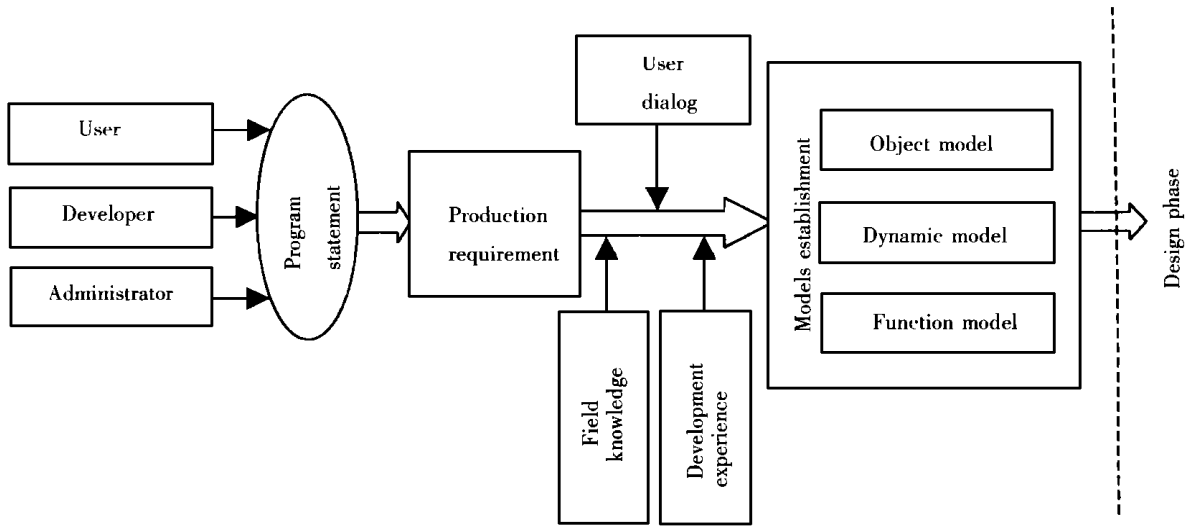 User
Developer
Administrator
Program
statement
Production
requirement
User
dialog
Field
knowledge
Development
experience
Models establishment
Object model
Dynamic model
Function model
Design phase